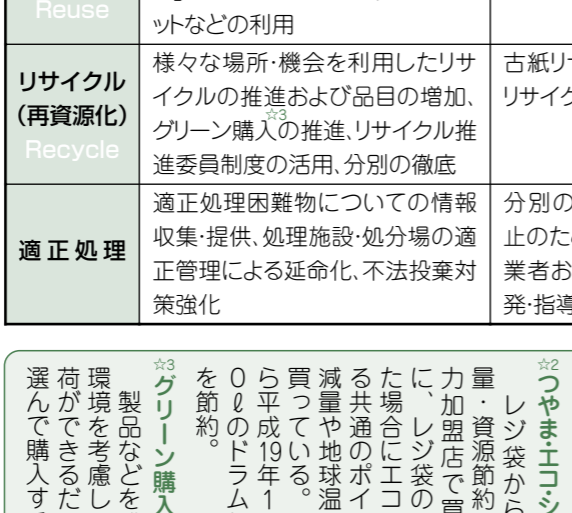 Reuse
ットなどの利用
リサイクル
(再資源化)
Recycle
様々な場所・機会を利用したリサ
イクルの推進および品目の増加、
グリーン購入☆3の推進、リサイクル推
進委員制度の活用、分別の徹底
古紙リサ
リサイク
適正処理
適正処理困難物についての情報
収集・提供、処理施設・処分場の適
正管理による延命化、不法投棄対
策強化
分別の
止のため
業者お
発・指導
☆2つやま・エコ・シ
レジ袋から
量・資源節約
力加盟店で買
に、レジ袋の
た場合にエコ
る共通のポイ
減量や地球温
買っている。
ら平成19年1
0ℓのドラム
を節約。
☆3グリーン購入
製品などを
環境を考慮し
荷ができるだ
選んで購入す